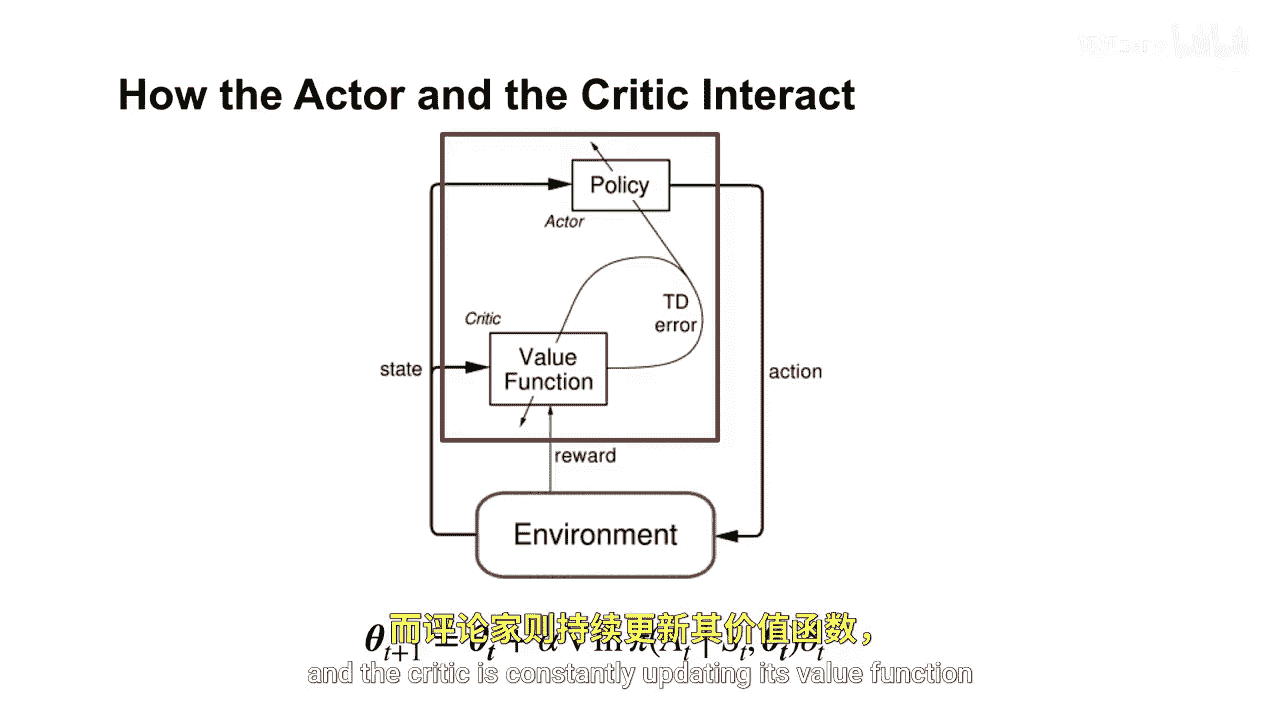 How the Actor and the Critic Interact
Policy
Actor
TD
error
Critic
Value
Function
state
action
reward
Environment
而评论家则持续更新其价值函数，
and the critic is constantly updating its value function